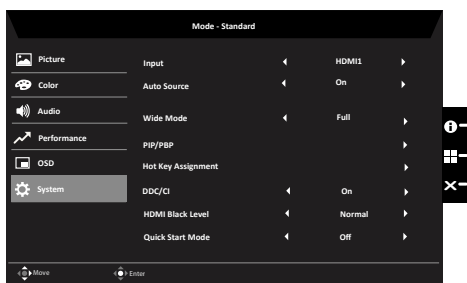 Mode - Standard
Picture
Color
Audio
Performance
OSD
System
Input HDMI1
Auto Source On
Wide Mode Full
PIP/PBP
Hot Key Assignment
DDC/CI On
HDMI Black Level Normal
Quick Start Mode Off
Move Enter